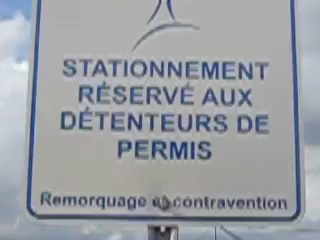 STATIONNEMENT
RÉSERVÉ AUX
DÉTENTEURS DE
PERMIS
Remorquage et contravention